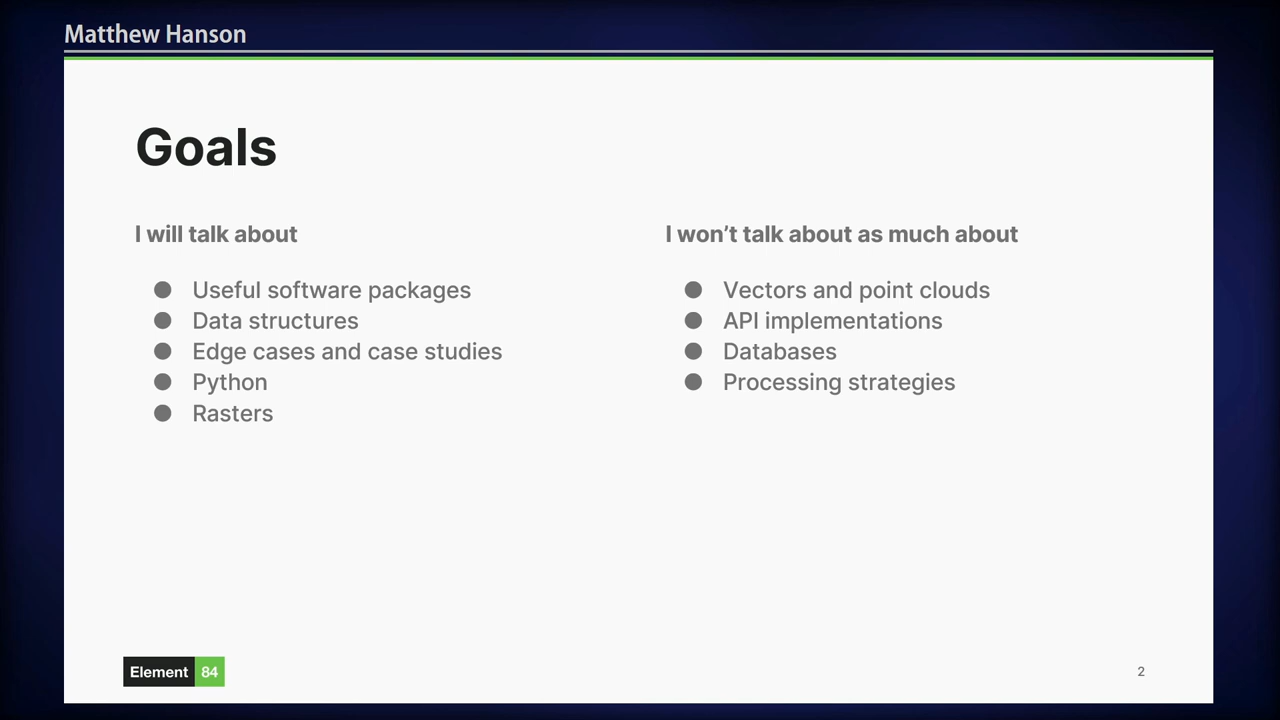 Matthew Hanson
Goals
I will talk about
Useful software packages
Data structures
Edge cases and case studies
Python
Rasters
I won’t talk about as much about
Vectors and point clouds
API implementations
Databases
Processing strategies
Element 84
2